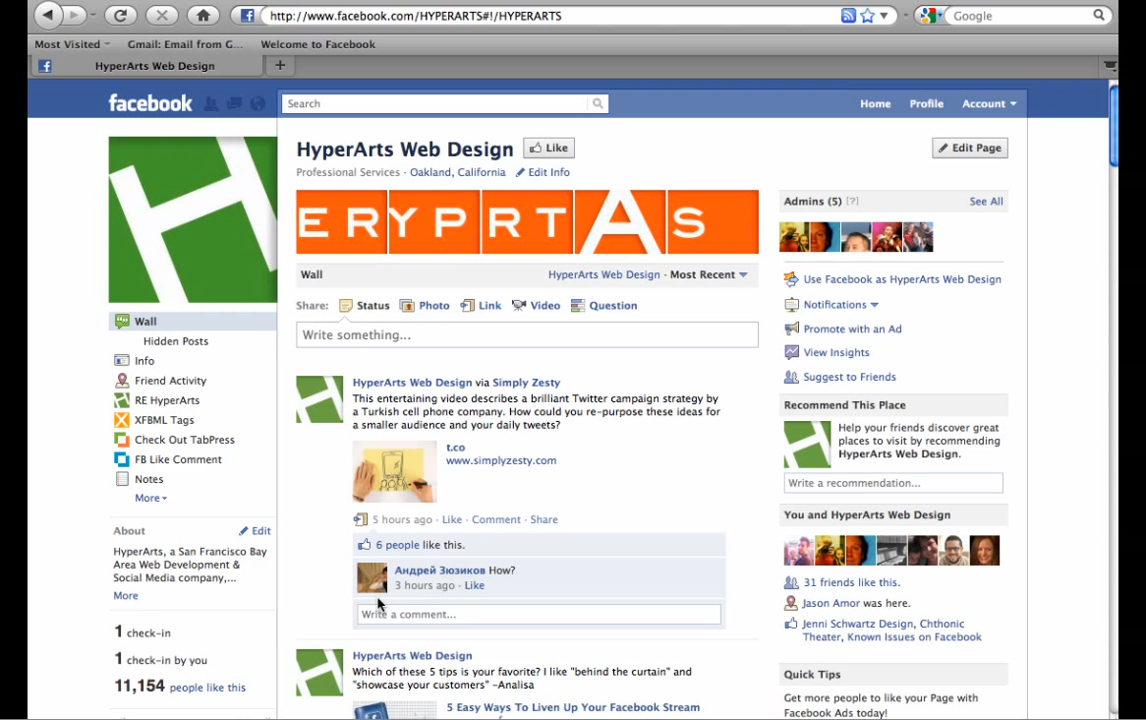 http://www.facebook.com/HYPERARTS#!/HYPERARTS
Google
Most Visited
Gmail: Email from G...
Welcome to Facebook
HyperArts Web Design
facebook
Search
Home
Profile
Account
HyperArts Web Design
Like
Edit Page
Professional Services · Oakland, California · Edit Info
E R Y P R T A S
Wall
HyperArts Web Design · Most Recent
Share: Status Photo Link Video Question
Write something...
Wall
Hidden Posts
Info
Friend Activity
RE HyperArts
XFBML Tags
Check Out TabPress
FB Like Comment
Notes
More
About
Edit
HyperArts, a San Francisco Bay
Area Web Development &
Social Media company,...
More
1 check-in
1 check-in by you
11,154 people like this
HyperArts Web Design via Simply Zesty
This entertaining video describes a brilliant Twitter campaign strategy by
a Turkish cell phone company. How could you re-purpose these ideas for
a smaller audience and your daily tweets?
t.co
www.simplyzesty.com
5 hours ago · Like · Comment · Share
6 people like this.
Андрей Зюзиков How?
3 hours ago · Like
Write a comment...
HyperArts Web Design
Which of these 5 tips is your favorite? I like "behind the curtain" and
"showcase your customers" -Analisa
5 Easy Ways To Liven Up Your Facebook Stream
Admins (5) [?]
See All
Use Facebook as HyperArts Web Design
Notifications
Promote with an Ad
View Insights
Suggest to Friends
Recommend This Place
Help your friends discover great
places to visit by recommending
HyperArts Web Design.
Write a recommendation...
You and HyperArts Web Design
31 friends like this.
Jason Amor was here.
Jenni Schwartz Design, Chthonic
Theater, Known Issues on Facebook
Quick Tips
Get more people to like your Page with
Facebook Ads today!